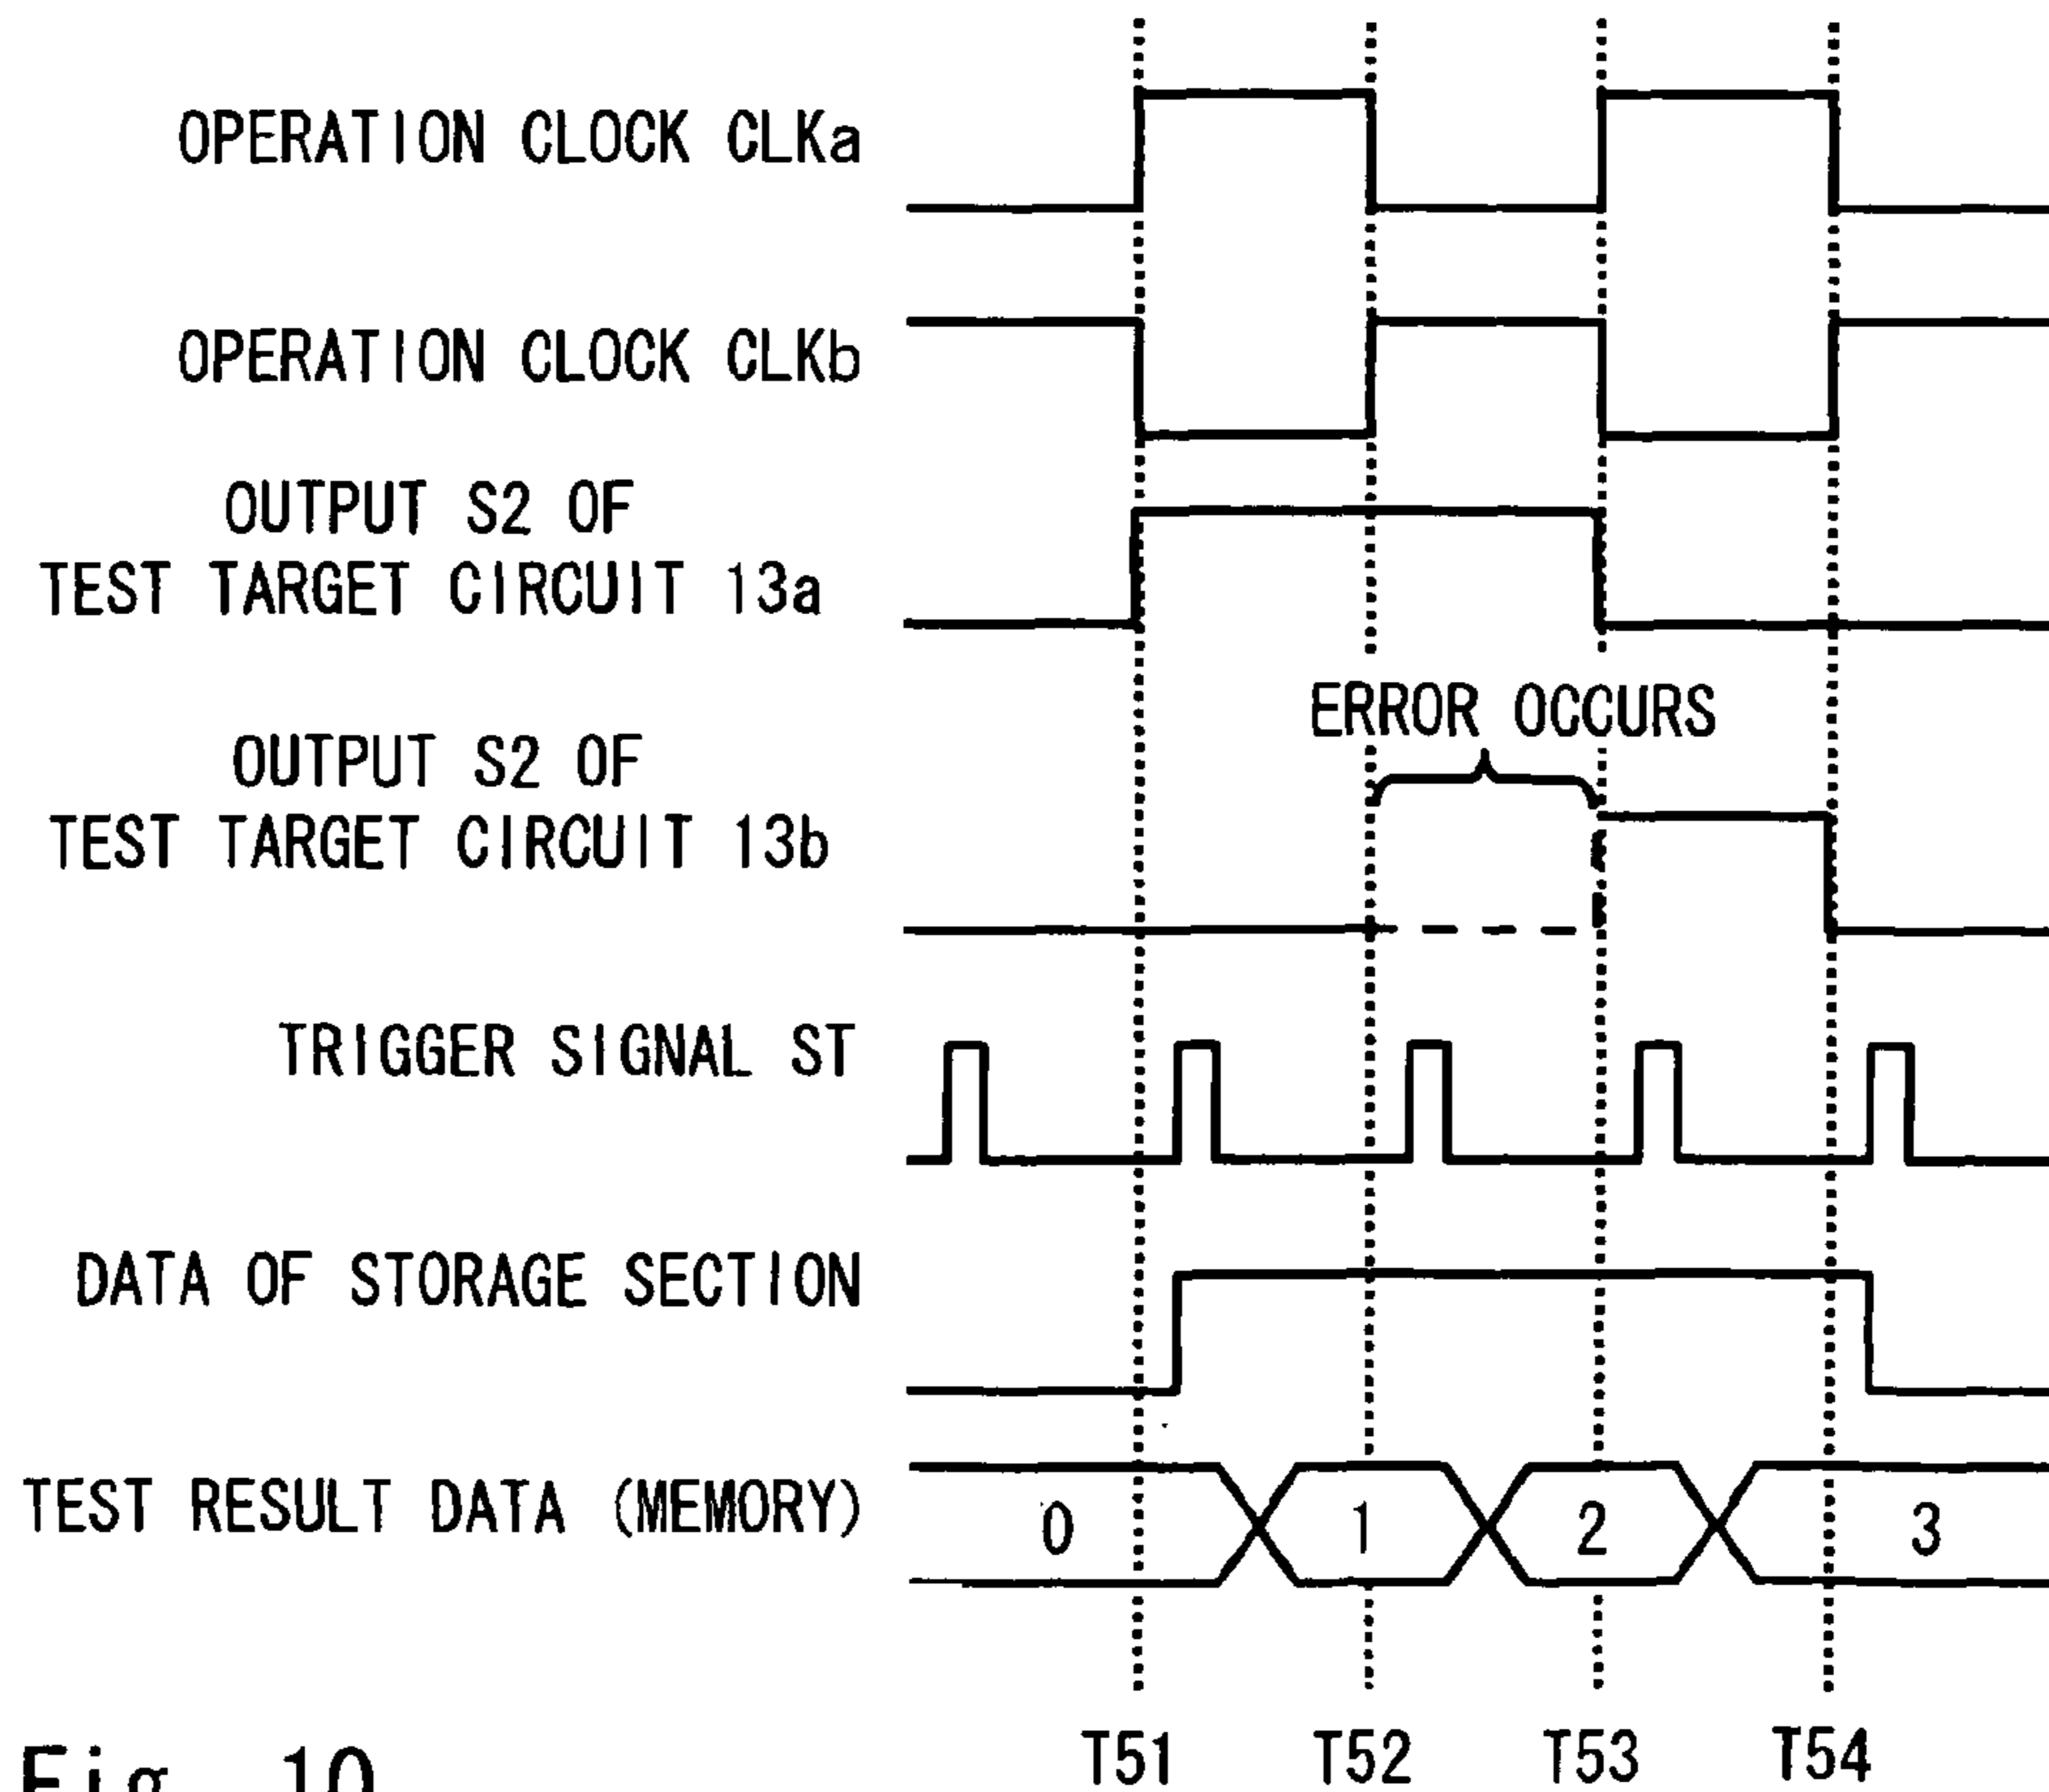 OPERATION CLOCK CLKa
OPERATION CLOCK CLKb
OUTPUT S2 OF
TEST TARGET CIRCUIT 13a
ERROR OCCURS
OUTPUT S2 OF
TEST TARGET CIRCUIT 13b
TRIGGER SIGNAL ST
DATA OF STORAGE SECTION
TEST RESULT DATA (MEMORY)
0 1 2 3
T51 T52 T53 T54
Fig. 10